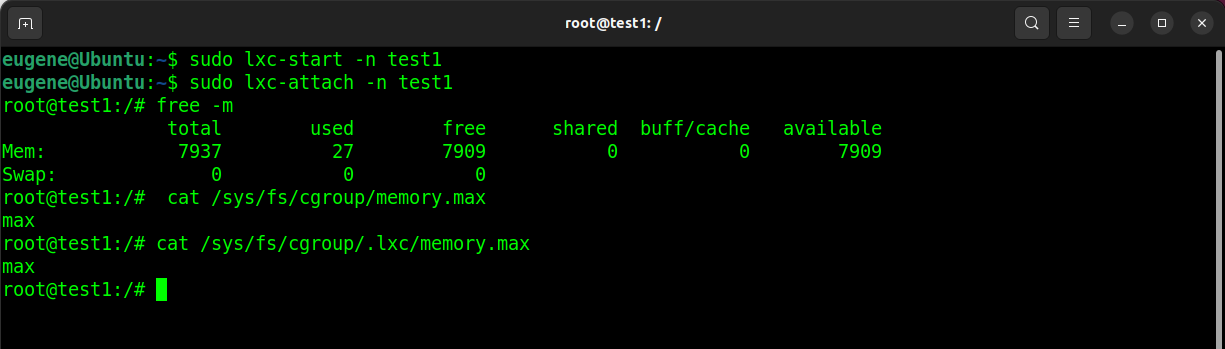 root@test1: /
eugene@Ubuntu:~$ sudo lxc-start -n test1
eugene@Ubuntu:~$ sudo lxc-attach -n test1
root@test1:/# free -m
               total        used        free      shared  buff/cache   available
Mem:            7937          27        7909           0           0        7909
Swap:              0           0           0
root@test1:/#  cat /sys/fs/cgroup/memory.max
max
root@test1:/# cat /sys/fs/cgroup/.lxc/memory.max
max
root@test1:/#